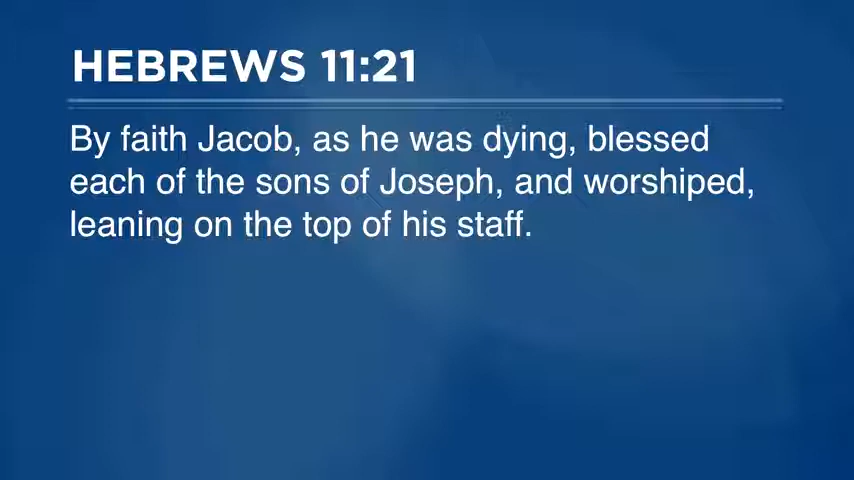 HEBREWS 11:21
By faith Jacob, as he was dying, blessed
each of the sons of Joseph, and worshiped,
leaning on the top of his staff.